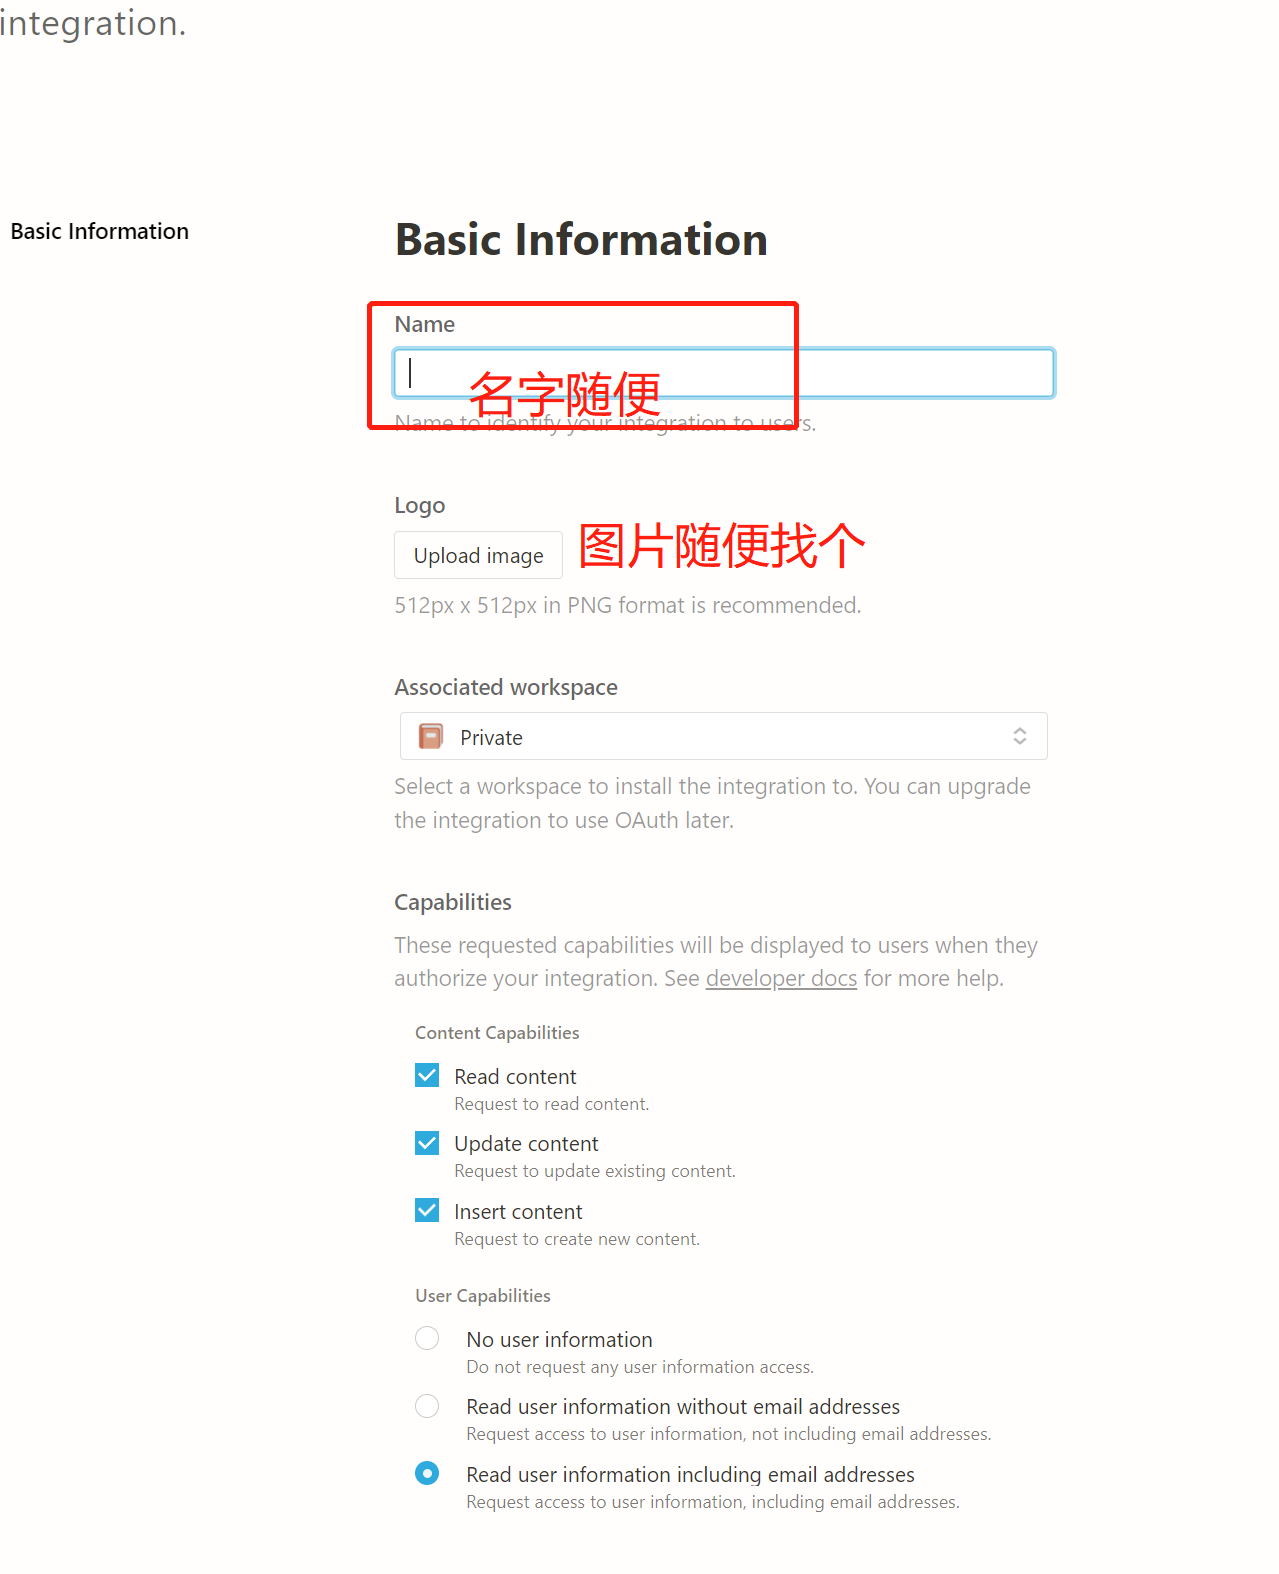 integration.
Basic Information
Basic Information
Name
名字随便
Name to identify your integration to users.
Logo
Upload image
图片随便找个
512px x 512px in PNG format is recommended.
Associated workspace
Private
Select a workspace to install the integration to. You can upgrade
the integration to use OAuth later.
Capabilities
These requested capabilities will be displayed to users when they
authorize your integration. See developer docs for more help.
Content Capabilities
Read content
Request to read content.
Update content
Request to update existing content.
Insert content
Request to create new content.
User Capabilities
No user information
Do not request any user information access.
Read user information without email addresses
Request access to user information, not including email addresses.
Read user information including email addresses
Request access to user information, including email addresses.